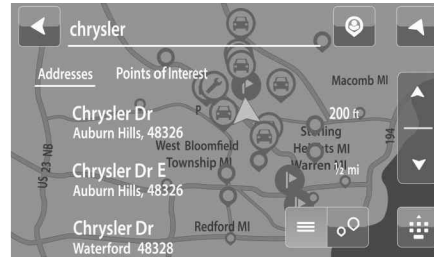 chrysler
Addresses
Points of Interest
Macomb MI
Chrysler Dr
Auburn Hills, 48326
200 ft
P
Sterling
Heights MI
West Bloomfield
Township MI
Warren MI
194
US 23 NB
Chrysler Dr E
Auburn Hills, 48326
½ mi
Chrysler Dr
Waterford 48328
Redford MI